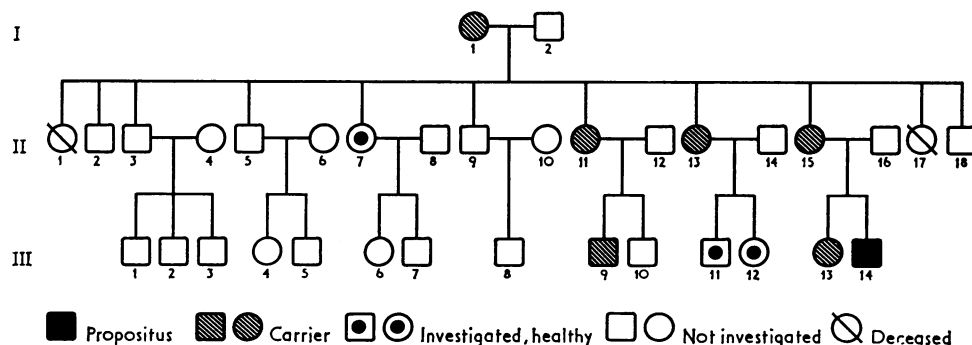 I
1 2
II
1 2 3 4 5 6 7 8 9 10 11 12 13 14 15 16 17 18
III
1 2 3 4 5 6 7 8 9 10 11 12 13 14
Propositus Carrier Investigated, healthy Not investigated Deceased